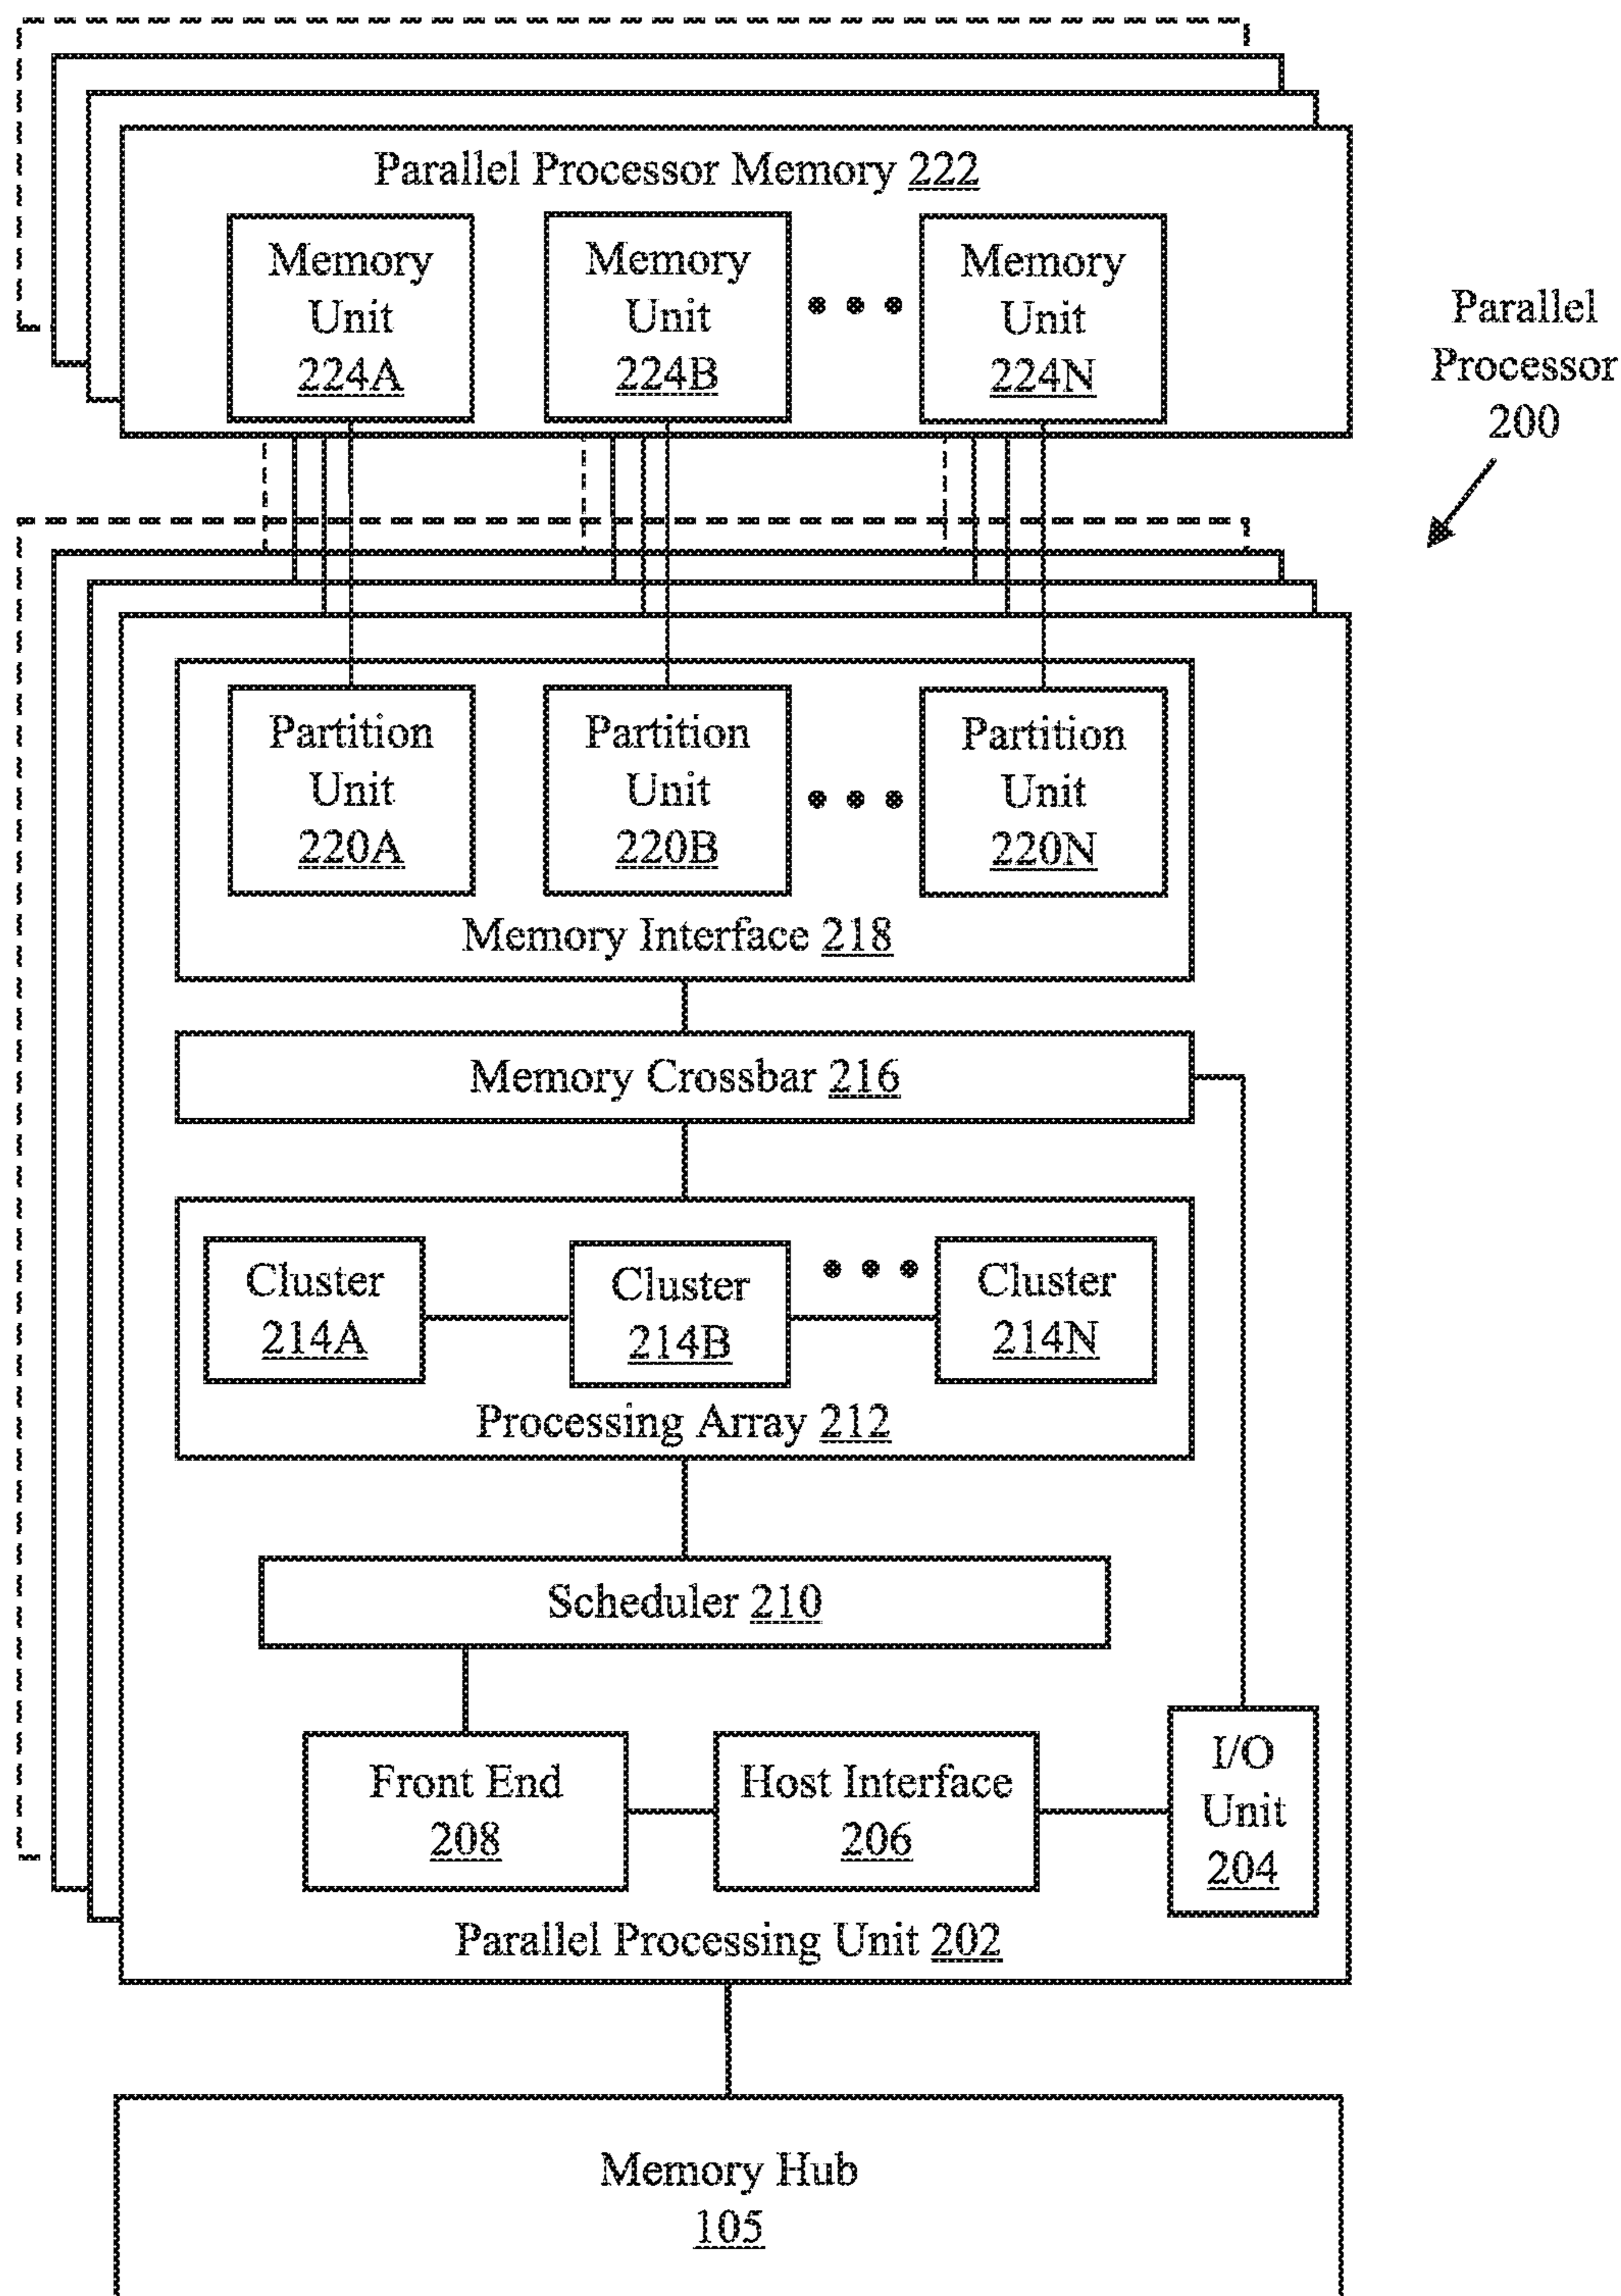 Parallel Processor Memory 222
Memory
Unit
224A
Memory
Unit
224B
Memory
Unit
224N
Parallel
Processor
200
Partition
Unit
220A
Partition
Unit
220B
Partition
Unit
220N
Memory Interface 218
Memory Crossbar 216
Cluster
214A
Cluster
214B
Cluster
214N
Processing Array 212
Scheduler 210
Front End
208
Host Interface
206
I/O
Unit
204
Parallel Processing Unit 202
Memory Hub
105